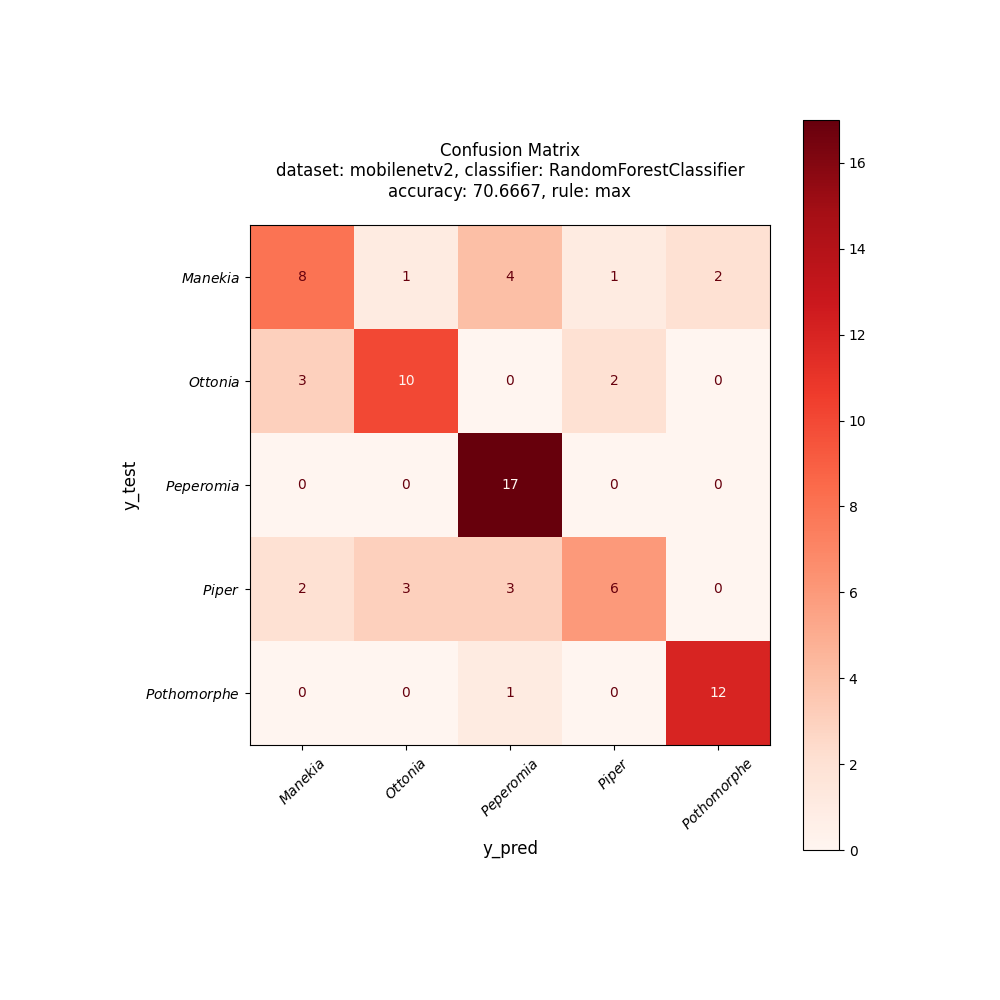 Confusion Matrix
dataset: mobilenetv2, classifier: RandomForestClassifier
accuracy: 70.6667, rule: max
Manekia 8 1 4 1 2
Ottonia 3 10 0 2 0
Peperomia 0 0 17 0 0
Piper 2 3 3 6 0
Pothomorphe 0 0 1 0 12
y_test
Manekia Ottonia Peperomia Piper Pothomorphe
y_pred
16
14
12
10
8
6
4
2
0